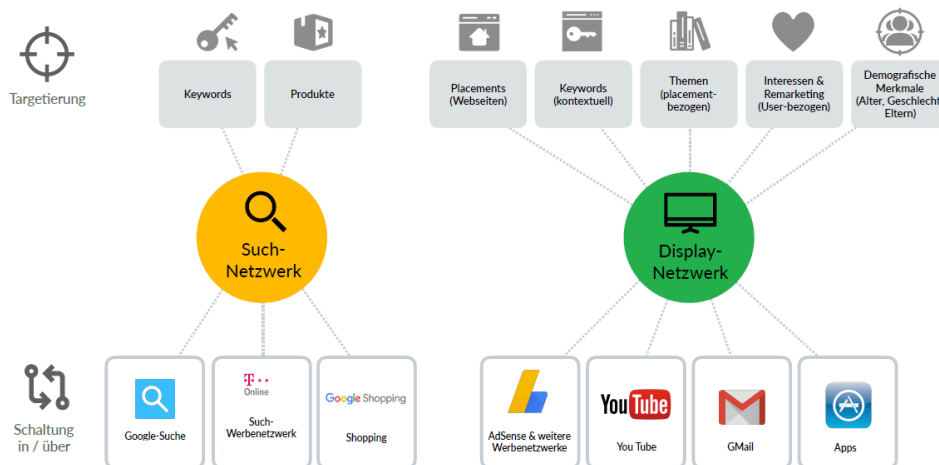 Targetierung
Keywords
Produkte
Placements
(Webseiten)
Keywords
(kontextuell)
Themen
(placement-
bezogen)
Interessen &
Remarketing
(User-bezogen)
Demografische
Merkmale
(Alter, Geschlecht
Eltern)
Such-
Netzwerk
Display-
Netzwerk
Schaltung
in / über
Google-Suche
T
Online
Such-
Werbenetzwerk
Google Shopping
Shopping
AdSense & weitere
Werbenetzwerke
YouTube
You Tube
GMail
Apps